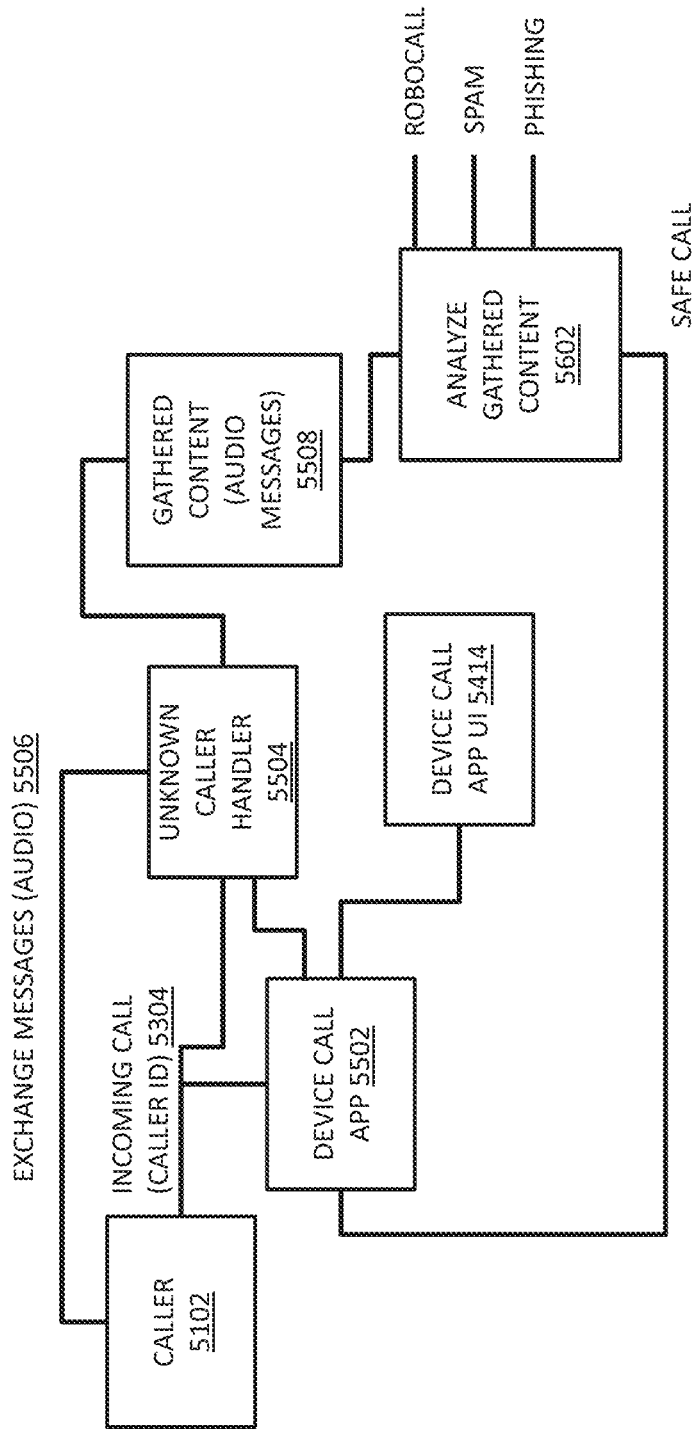 EXCHANGE MESSAGES (AUDIO) 5506
INCOMING CALL
(CALLER ID) 5304
CALLER
5102
DEVICE CALL
APP 5502
UNKNOWN
CALLER
HANDLER
5504
DEVICE CALL
APP UI 5414
GATHERED
CONTENT
(AUDIO
MESSAGES)
5508
ANALYZE
GATHERED
CONTENT
5602
ROBOCALL
SPAM
PHISHING
SAFE CALL